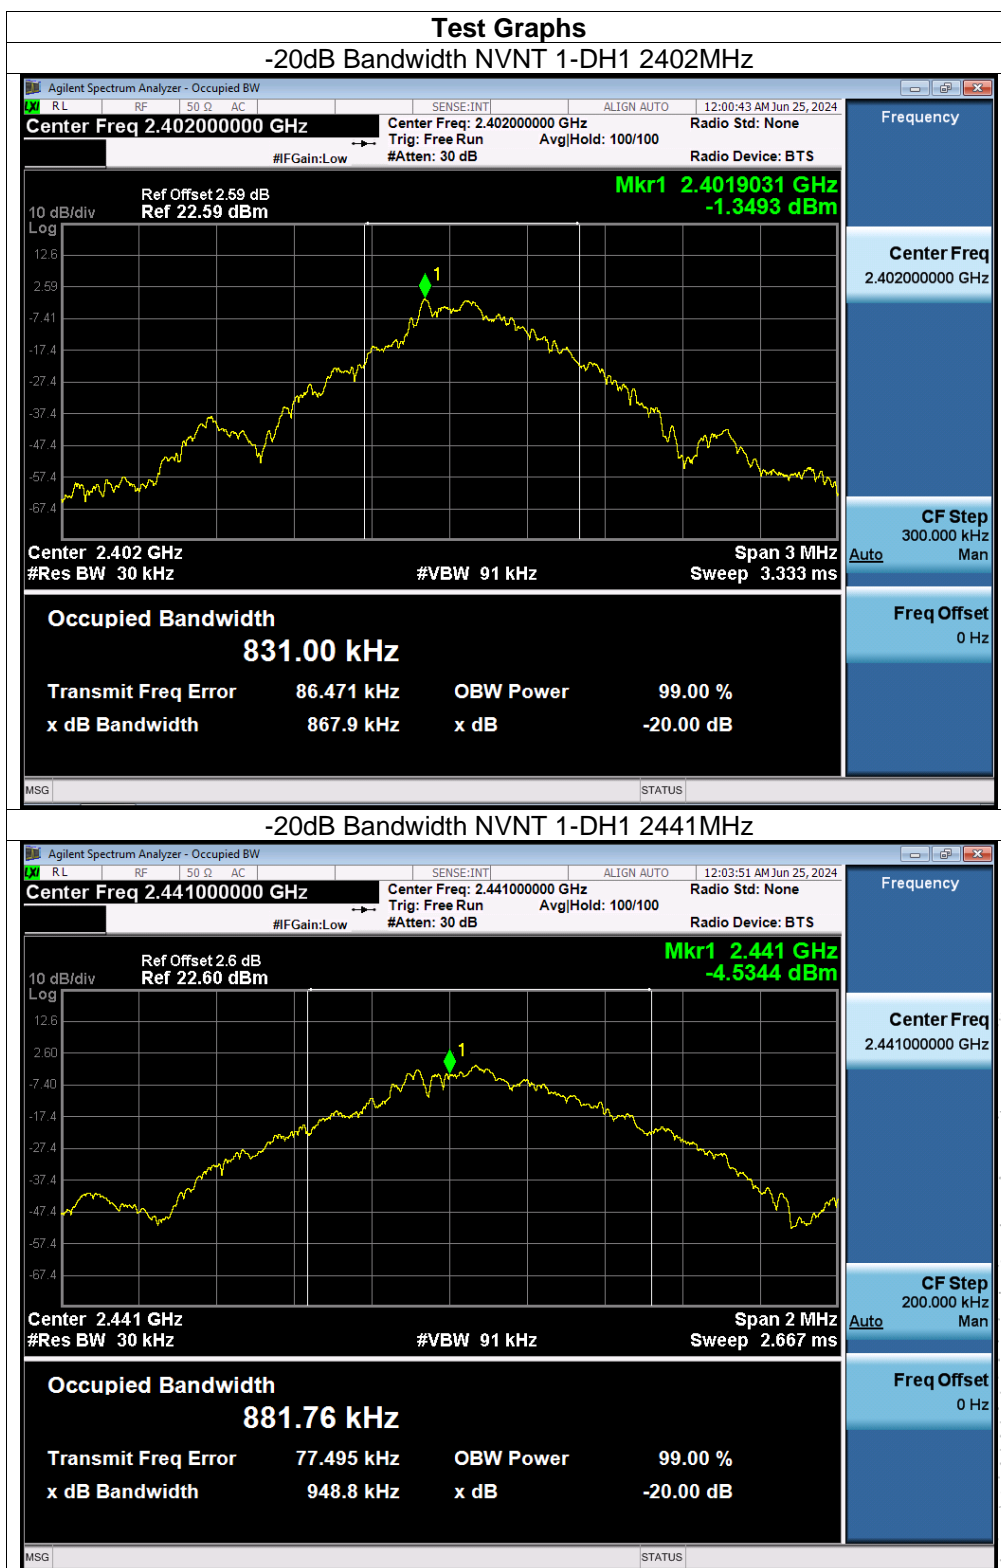 Test Graphs
-20dB Bandwidth NVNT 1-DH1 2402MHz
Agilent Spectrum Analyzer - Occupied BW
LXI RL RF 50 Ω AC SENSE:INT ALIGN AUTO 12:00:43 AM Jun 25, 2024
Center Freq 2.402000000 GHz Center Freq: 2.402000000 GHz Radio Std: None
Trig: Free Run Avg|Hold: 100/100
#IFGain:Low #Atten: 30 dB Radio Device: BTS
Frequency
Mkr1 2.4019031 GHz
-1.3493 dBm
Ref Offset 2.59 dB
10 dB/div Ref 22.59 dBm
Log
12.6
2.59
-7.41
-17.4
-27.4
-37.4
-47.4
-57.4
-67.4
1
Center Freq
2.402000000 GHz
Center 2.402 GHz Span 3 MHz
#Res BW 30 kHz #VBW 91 kHz Sweep 3.333 ms
CF Step
300.000 kHz
Auto Man
Occupied Bandwidth
831.00 kHz
Transmit Freq Error 86.471 kHz OBW Power 99.00 %
x dB Bandwidth 867.9 kHz x dB -20.00 dB
Freq Offset
0 Hz
MSG STATUS
-20dB Bandwidth NVNT 1-DH1 2441MHz
Agilent Spectrum Analyzer - Occupied BW
LXI RL RF 50 Ω AC SENSE:INT ALIGN AUTO 12:03:51 AM Jun 25, 2024
Center Freq 2.441000000 GHz Center Freq: 2.441000000 GHz Radio Std: None
Trig: Free Run Avg|Hold: 100/100
#IFGain:Low #Atten: 30 dB Radio Device: BTS
Frequency
Mkr1 2.441 GHz
-4.5344 dBm
Ref Offset 2.6 dB
10 dB/div Ref 22.60 dBm
Log
12.6
2.60
-7.40
-17.4
-27.4
-37.4
-47.4
-57.4
-67.4
1
Center Freq
2.441000000 GHz
Center 2.441 GHz Span 2 MHz
#Res BW 30 kHz #VBW 91 kHz Sweep 2.667 ms
CF Step
200.000 kHz
Auto Man
Occupied Bandwidth
881.76 kHz
Transmit Freq Error 77.495 kHz OBW Power 99.00 %
x dB Bandwidth 948.8 kHz x dB -20.00 dB
Freq Offset
0 Hz
MSG STATUS